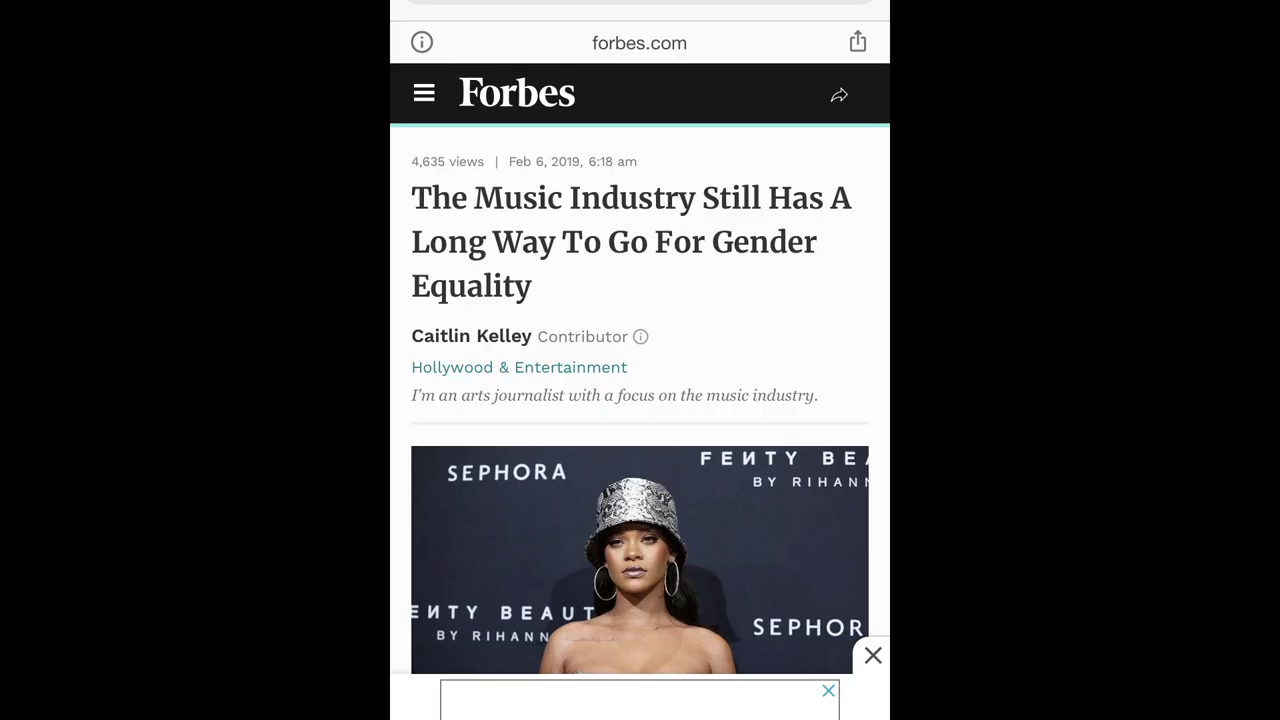 forbes.com
Forbes
4,635 views | Feb 6, 2019, 6:18 am
The Music Industry Still Has A
Long Way To Go For Gender
Equality
Caitlin Kelley Contributor
Hollywood & Entertainment
I'm an arts journalist with a focus on the music industry.
SEPHORA
FENTY BEA
BY RIHANN
ENTY BEAUT
BY RIHANN
SEPHOR